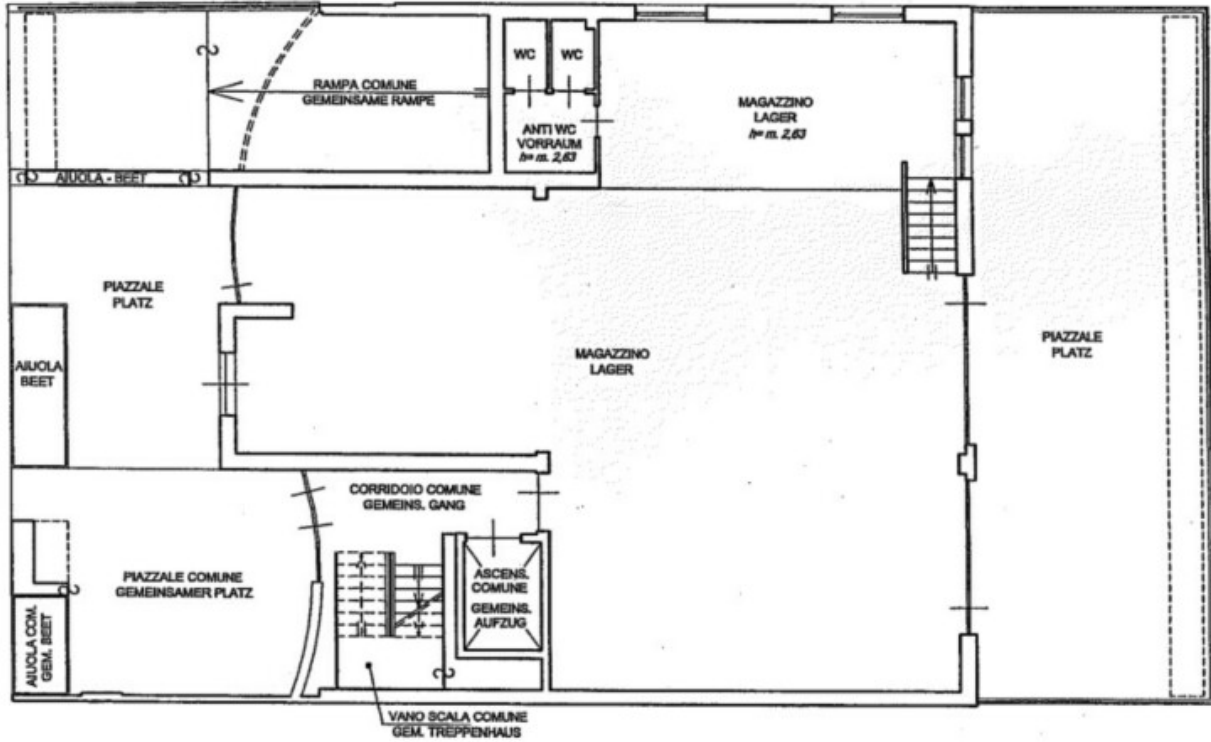 WC
WC
RAMPA COMUNE
GEMEINSAME RAMPE
MAGAZZINO
LAGER
h= m. 2,63
ANTI WC
VORRAUM
h= m. 2,63
AIUOLA - BEET
PIAZZALE
PLATZ
AIUOLA
BEET
MAGAZZINO
LAGER
PIAZZALE
PLATZ
CORRIDOIO COMUNE
GEMEINS. GANG
PIAZZALE COMUNE
GEMEINSAMER PLATZ
ASCENS.
COMUNE
GEMEINS.
AUFZUG
AIUOLA COM.
GEM. BEET
VANO SCALA COMUNE
GEM. TREPPENHAUS